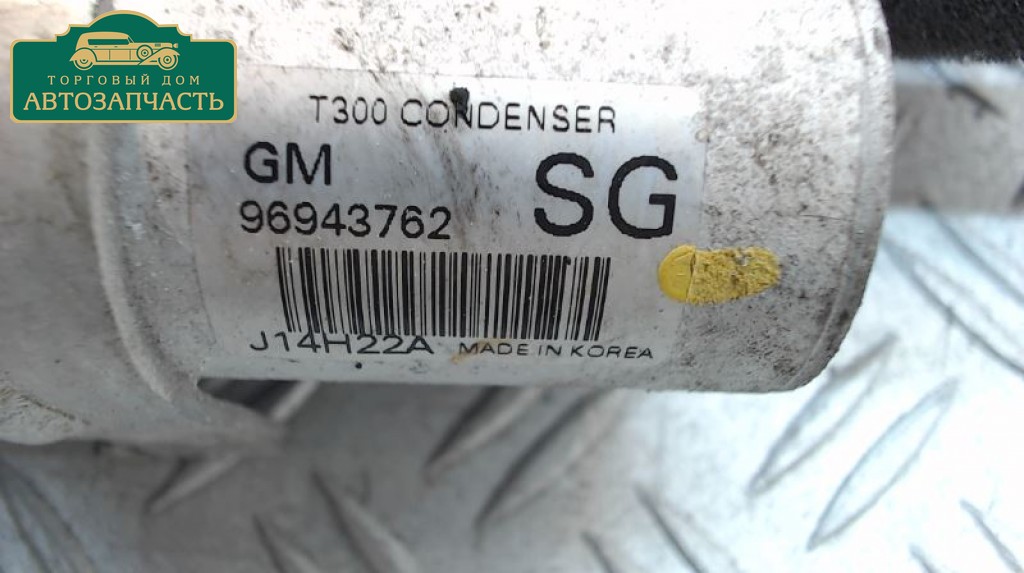 ТОРГОВЫЙ ДОМ
АВТОЗАПЧАСТЬ
T300 CONDENSER
GM
SG
96943762
J14H22A MADE IN KOREA